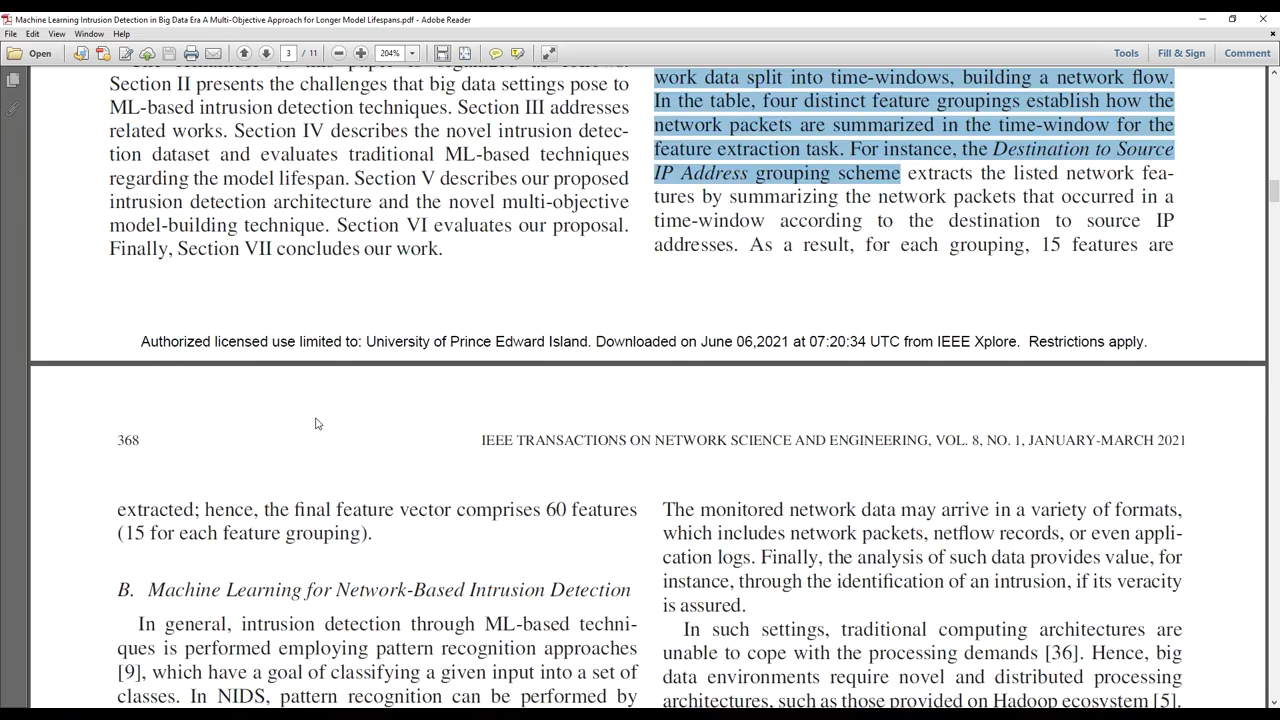 Machine Learning Intrusion Detection in Big Data Era A Multi-Objective Approach for Longer Model Lifespans.pdf - Adobe Reader
File Edit View Window Help
Open 3 / 11 204% Tools Fill & Sign Comment
Section II presents the challenges that big data settings pose to
ML-based intrusion detection techniques. Section III addresses
related works. Section IV describes the novel intrusion detec-
tion dataset and evaluates traditional ML-based techniques
regarding the model lifespan. Section V describes our proposed
intrusion detection architecture and the novel multi-objective
model-building technique. Section VI evaluates our proposal.
Finally, Section VII concludes our work.
work data split into time-windows, building a network flow.
In the table, four distinct feature groupings establish how the
network packets are summarized in the time-window for the
feature extraction task. For instance, the Destination to Source
IP Address grouping scheme extracts the listed network fea-
tures by summarizing the network packets that occurred in a
time-window according to the destination to source IP
addresses. As a result, for each grouping, 15 features are
Authorized licensed use limited to: University of Prince Edward Island. Downloaded on June 06,2021 at 07:20:34 UTC from IEEE Xplore. Restrictions apply.
368 IEEE TRANSACTIONS ON NETWORK SCIENCE AND ENGINEERING, VOL. 8, NO. 1, JANUARY-MARCH 2021
extracted; hence, the final feature vector comprises 60 features
(15 for each feature grouping).
B. Machine Learning for Network-Based Intrusion Detection
In general, intrusion detection through ML-based techni-
ques is performed employing pattern recognition approaches
[9], which have a goal of classifying a given input into a set of
classes. In NIDS, pattern recognition can be performed by
The monitored network data may arrive in a variety of formats,
which includes network packets, netflow records, or even appli-
cation logs. Finally, the analysis of such data provides value, for
instance, through the identification of an intrusion, if its veracity
is assured.
In such settings, traditional computing architectures are
unable to cope with the processing demands [36]. Hence, big
data environments require novel and distributed processing
architectures, such as those provided on Hadoop ecosystem [5].